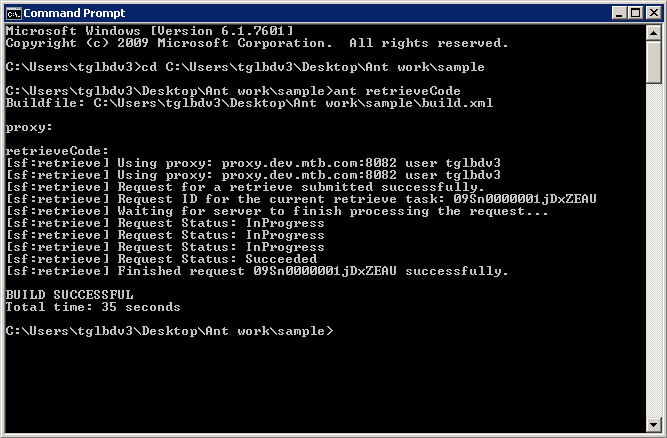 Command Prompt
Microsoft Windows [Version 6.1.7601]
Copyright (c) 2009 Microsoft Corporation.  All rights reserved.
C:\Users\tglbdv3>cd C:\Users\tglbdv3\Desktop\Ant work\sample
C:\Users\tglbdv3\Desktop\Ant work\sample>ant retrieveCode
Buildfile: C:\Users\tglbdv3\Desktop\Ant work\sample\build.xml
proxy:
retrieveCode:
[sf:retrieve] Using proxy: proxy.dev.mtb.com:8082 user tglbdv3
[sf:retrieve] Using proxy: proxy.dev.mtb.com:8082 user tglbdv3
[sf:retrieve] Request for a retrieve submitted successfully.
[sf:retrieve] Request ID for the current retrieve task: 09Sn0000001jDxZEAU
[sf:retrieve] Waiting for server to finish processing the request...
[sf:retrieve] Request Status: InProgress
[sf:retrieve] Request Status: InProgress
[sf:retrieve] Request Status: InProgress
[sf:retrieve] Request Status: Succeeded
[sf:retrieve] Finished request 09Sn0000001jDxZEAU successfully.
BUILD SUCCESSFUL
Total time: 35 seconds
C:\Users\tglbdv3\Desktop\Ant work\sample>